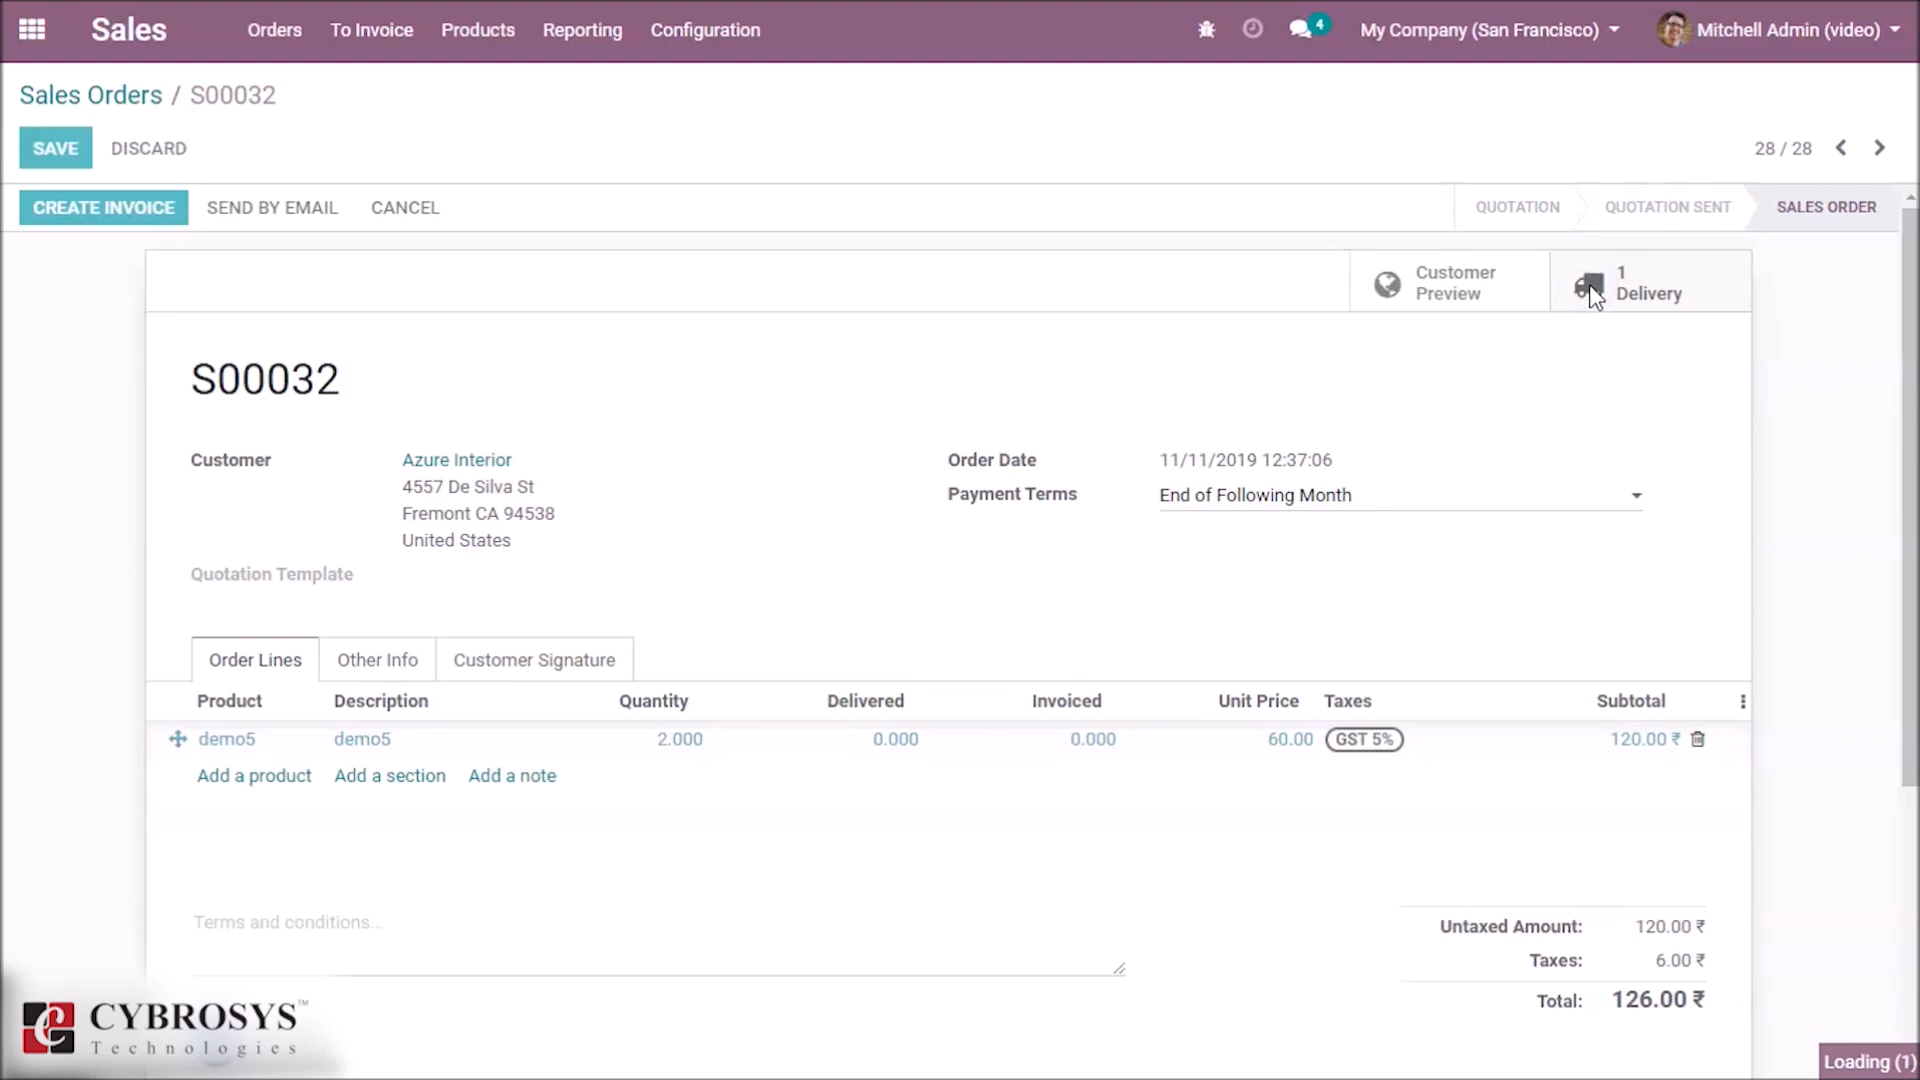 Sales Orders To Invoice Products Reporting Configuration 4 My Company (San Francisco) Mitchell Admin (video)
Sales Orders / S00032
SAVE DISCARD 28 / 28
CREATE INVOICE SEND BY EMAIL CANCEL QUOTATION QUOTATION SENT SALES ORDER
Customer
Preview
1
Delivery
S00032
Customer
Azure Interior
4557 De Silva St
Fremont CA 94538
United States
Order Date 11/11/2019 12:37:06
Payment Terms End of Following Month
Quotation Template
Order Lines Other Info Customer Signature
Product Description Quantity Delivered Invoiced Unit Price Taxes Subtotal
demo5 demo5 2.000 0.000 0.000 60.00 GST 5% 120.00 ₹
Add a product Add a section Add a note
Terms and conditions...
Untaxed Amount: 120.00 ₹
Taxes: 6.00 ₹
Total: 126.00 ₹
CYBROSYS™
Technologies
Loading (1)